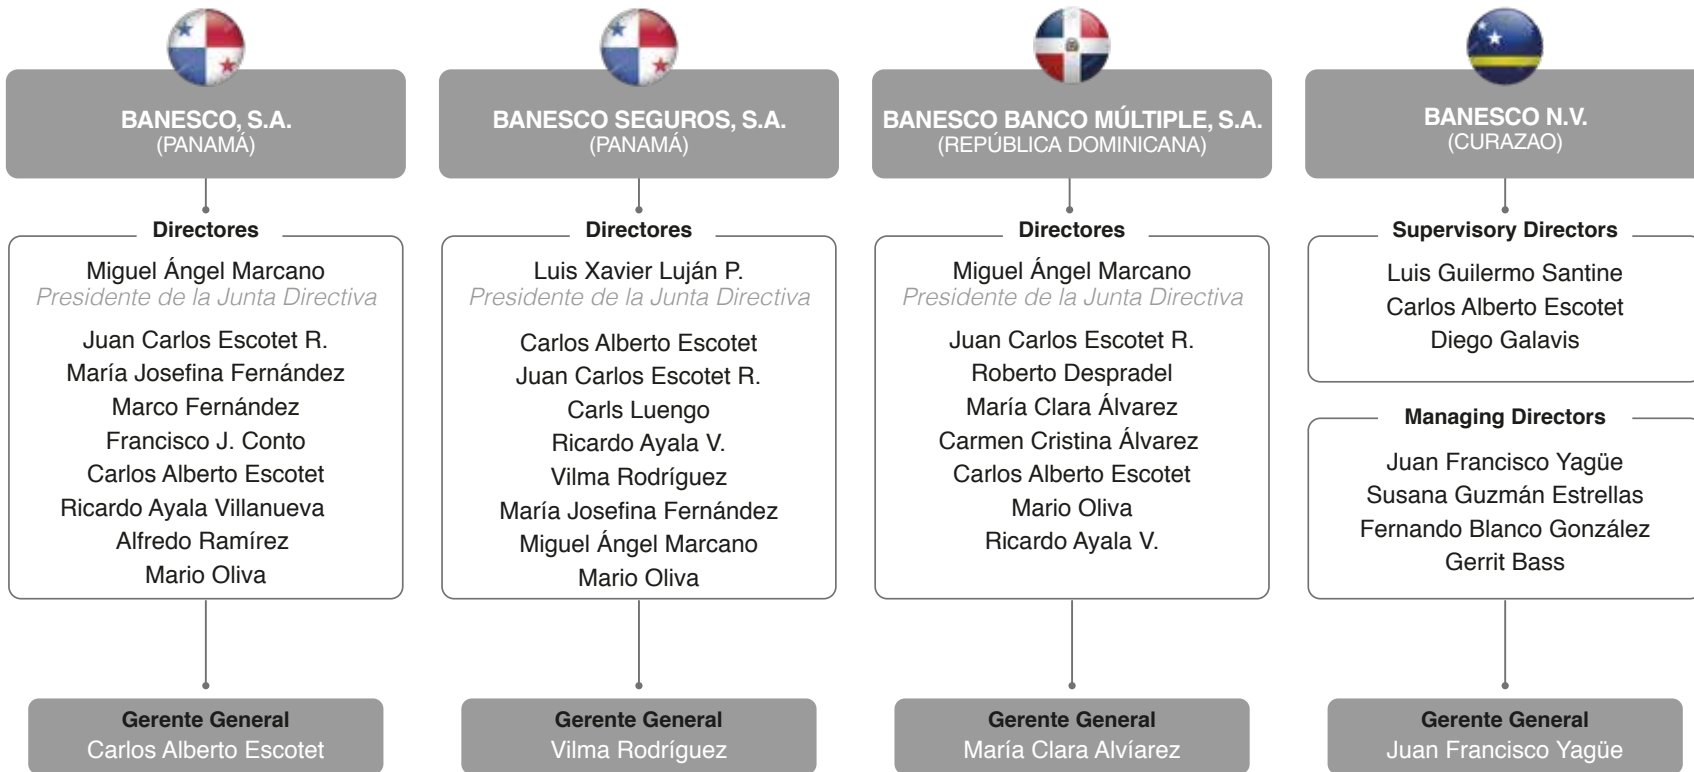 BANESCO, S.A.
(PANAMÁ)
Directores
Miguel Ángel Marcano
Presidente de la Junta Directiva
Juan Carlos Escotet R.
María Josefina Fernández
Marco Fernández
Francisco J. Conto
Carlos Alberto Escotet
Ricardo Ayala Villanueva
Alfredo Ramírez
Mario Oliva
Gerente General
Carlos Alberto Escotet
BANESCO SEGUROS, S.A.
(PANAMÁ)
Directores
Luis Xavier Luján P.
Presidente de la Junta Directiva
Carlos Alberto Escotet
Juan Carlos Escotet R.
Carls Luengo
Ricardo Ayala V.
Vilma Rodríguez
María Josefina Fernández
Miguel Ángel Marcano
Mario Oliva
Gerente General
Vilma Rodríguez
BANESCO BANCO MÚLTIPLE, S.A.
(REPÚBLICA DOMINICANA)
Directores
Miguel Ángel Marcano
Presidente de la Junta Directiva
Juan Carlos Escotet R.
Roberto Despradel
María Clara Álvarez
Carmen Cristina Álvarez
Carlos Alberto Escotet
Mario Oliva
Ricardo Ayala V.
Gerente General
María Clara Alvíarez
BANESCO N.V.
(CURAZAO)
Supervisory Directors
Luis Guilermo Santine
Carlos Alberto Escotet
Diego Galavis
Managing Directors
Juan Francisco Yagüe
Susana Guzmán Estrellas
Fernando Blanco González
Gerrit Bass
Gerente General
Juan Francisco Yagüe